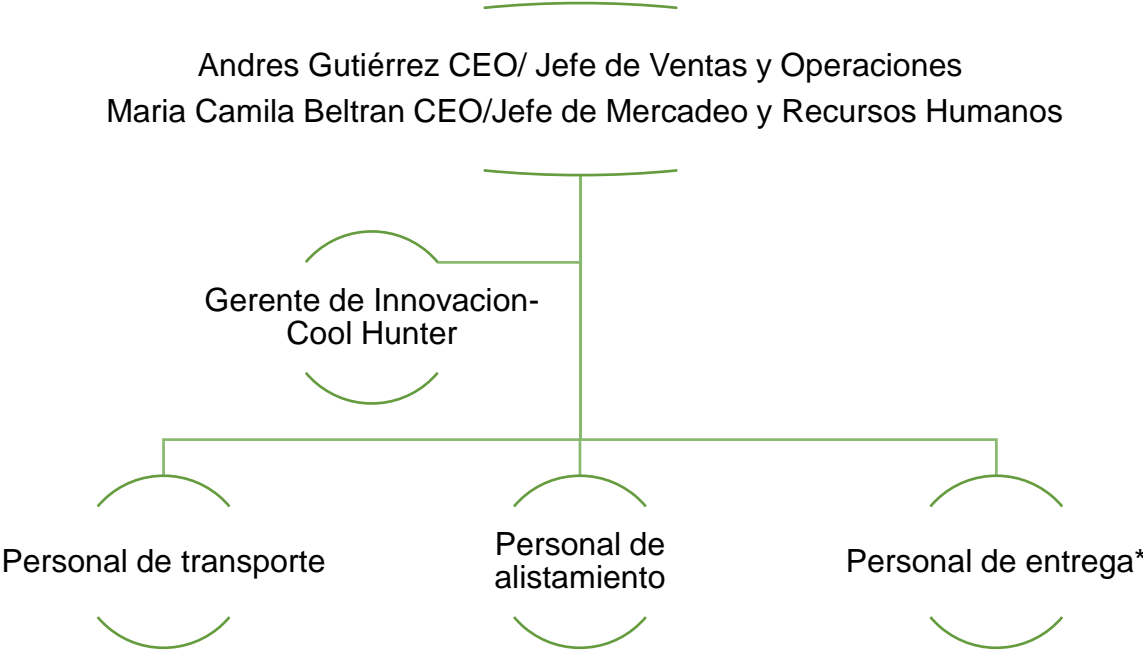 Andres Gutiérrez CEO/ Jefe de Ventas y Operaciones
Maria Camila Beltran CEO/Jefe de Mercadeo y Recursos Humanos
Gerente de Innovacion-
Cool Hunter
Personal de transporte
Personal de
alistamiento
Personal de entrega*